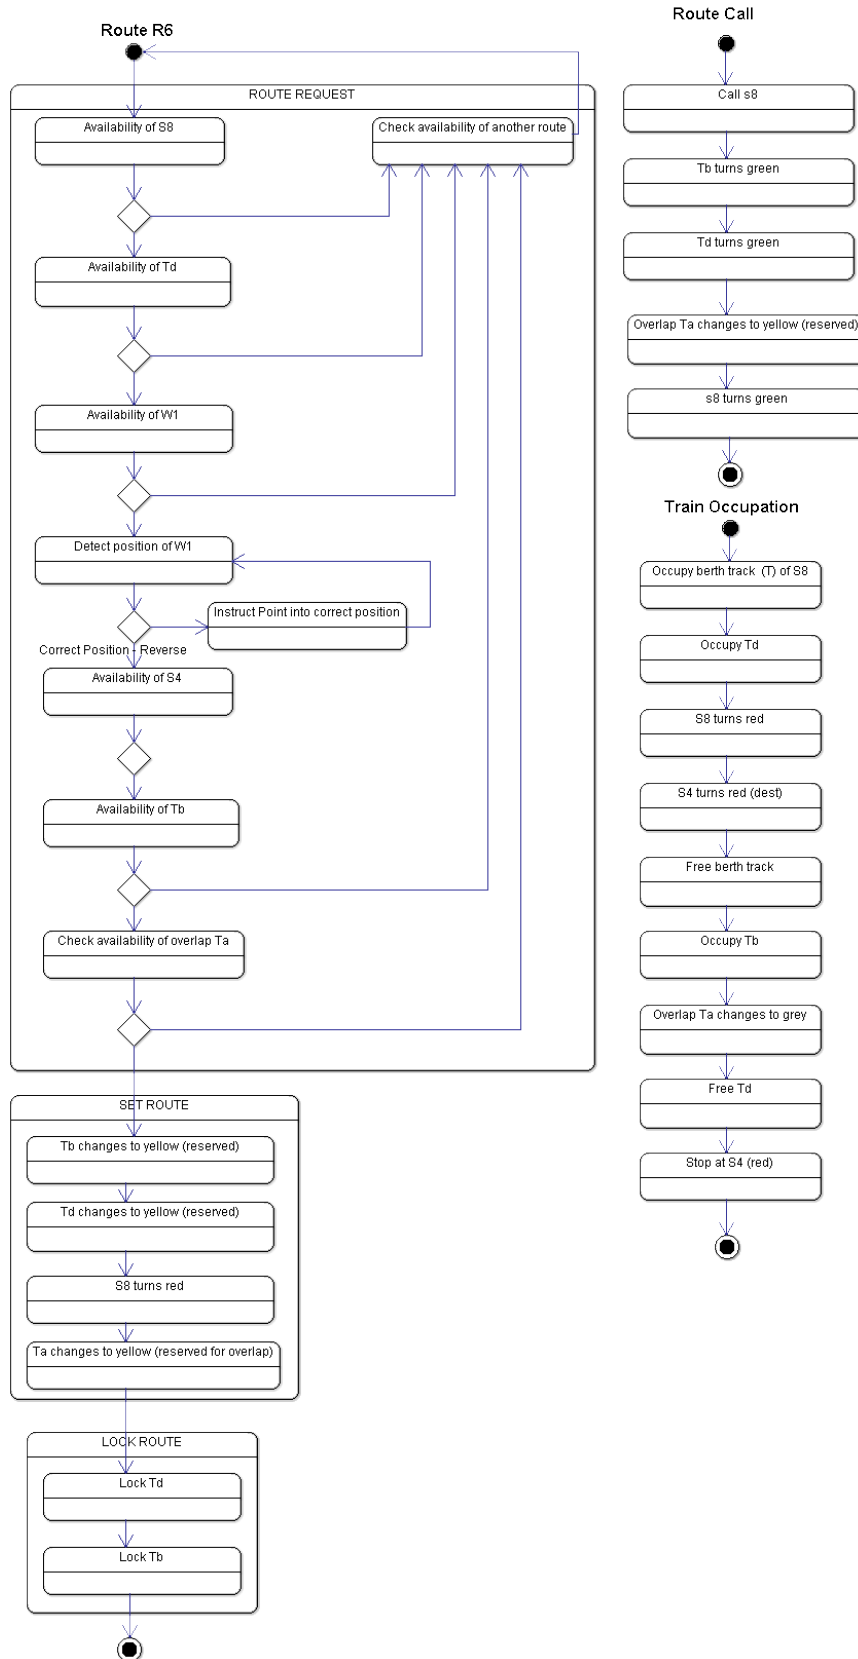 Route R6
ROUTE REQUEST
Availability of S8
Check availability of another route
Availability of Td
Availability of W1
Detect position of W1
Instruct Point into correct position
Correct Position - Reverse
Availability of S4
Availability of Tb
Check availability of overlap Ta
SET ROUTE
Tb changes to yellow (reserved)
Td changes to yellow (reserved)
S8 turns red
Ta changes to yellow (reserved for overlap)
LOCK ROUTE
Lock Td
Lock Tb
Route Call
Call s8
Tb turns green
Td turns green
Overlap Ta changes to yellow (reserved)
s8 turns green
Train Occupation
Occupy berth track (T) of S8
Occupy Td
S8 turns red
S4 turns red (dest)
Free berth track
Occupy Tb
Overlap Ta changes to grey
Free Td
Stop at S4 (red)